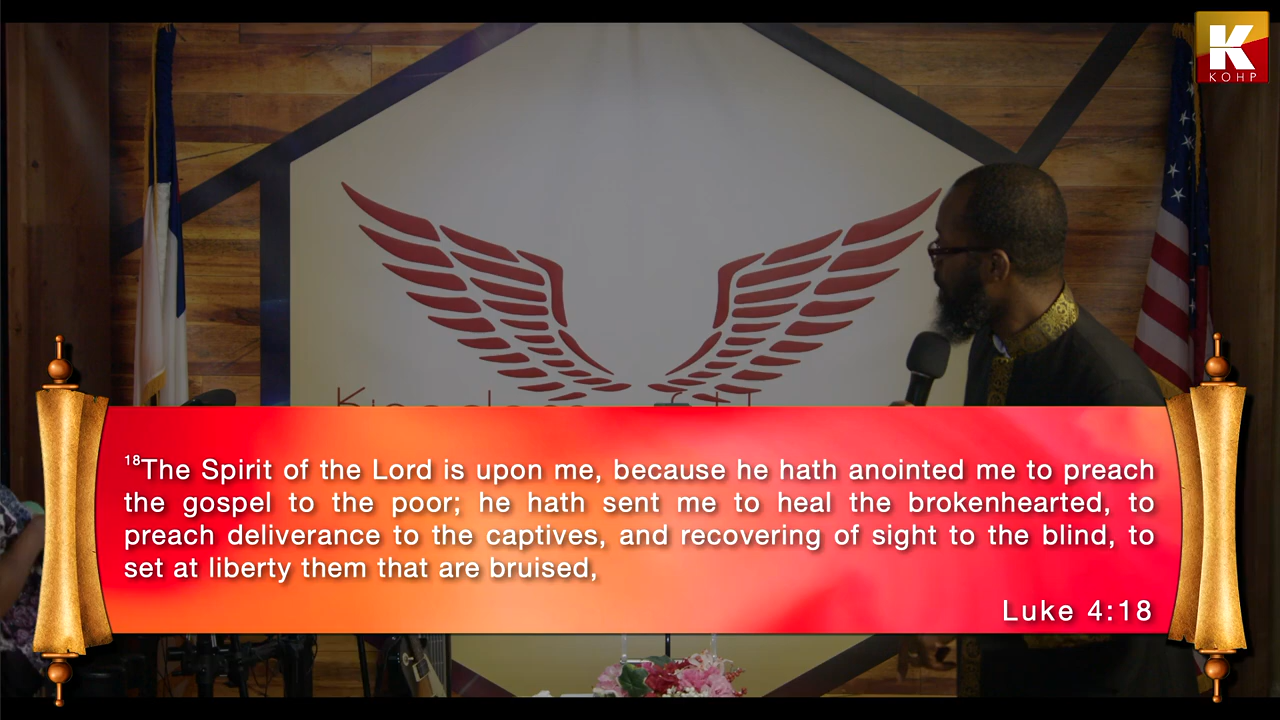 K
KOHP
18The Spirit of the Lord is upon me, because he hath anointed me to preach
the gospel to the poor; he hath sent me to heal the brokenhearted, to
preach deliverance to the captives, and recovering of sight to the blind, to
set at liberty them that are bruised,
Luke 4:18